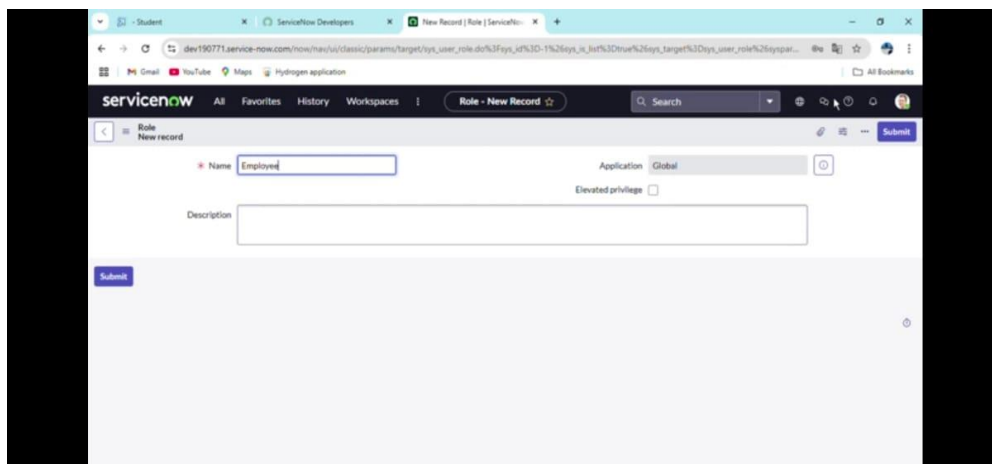 - Student
ServiceNow Developers
New Record | Role | ServiceNo
dev190771.service-now.com/now/nav/ui/classic/params/target/sys_user_role.do%3Fsys_id%3D-1%26sys_is_list%3Dtrue%26sys_target%3Dsys_user_role%26syspar...
Gmail YouTube Maps Hydrogen application All Bookmarks
servicenow All Favorites History Workspaces Role - New Record Search
Role
New record
Submit
* Name Employee Application Global
Elevated privilege
Description
Submit